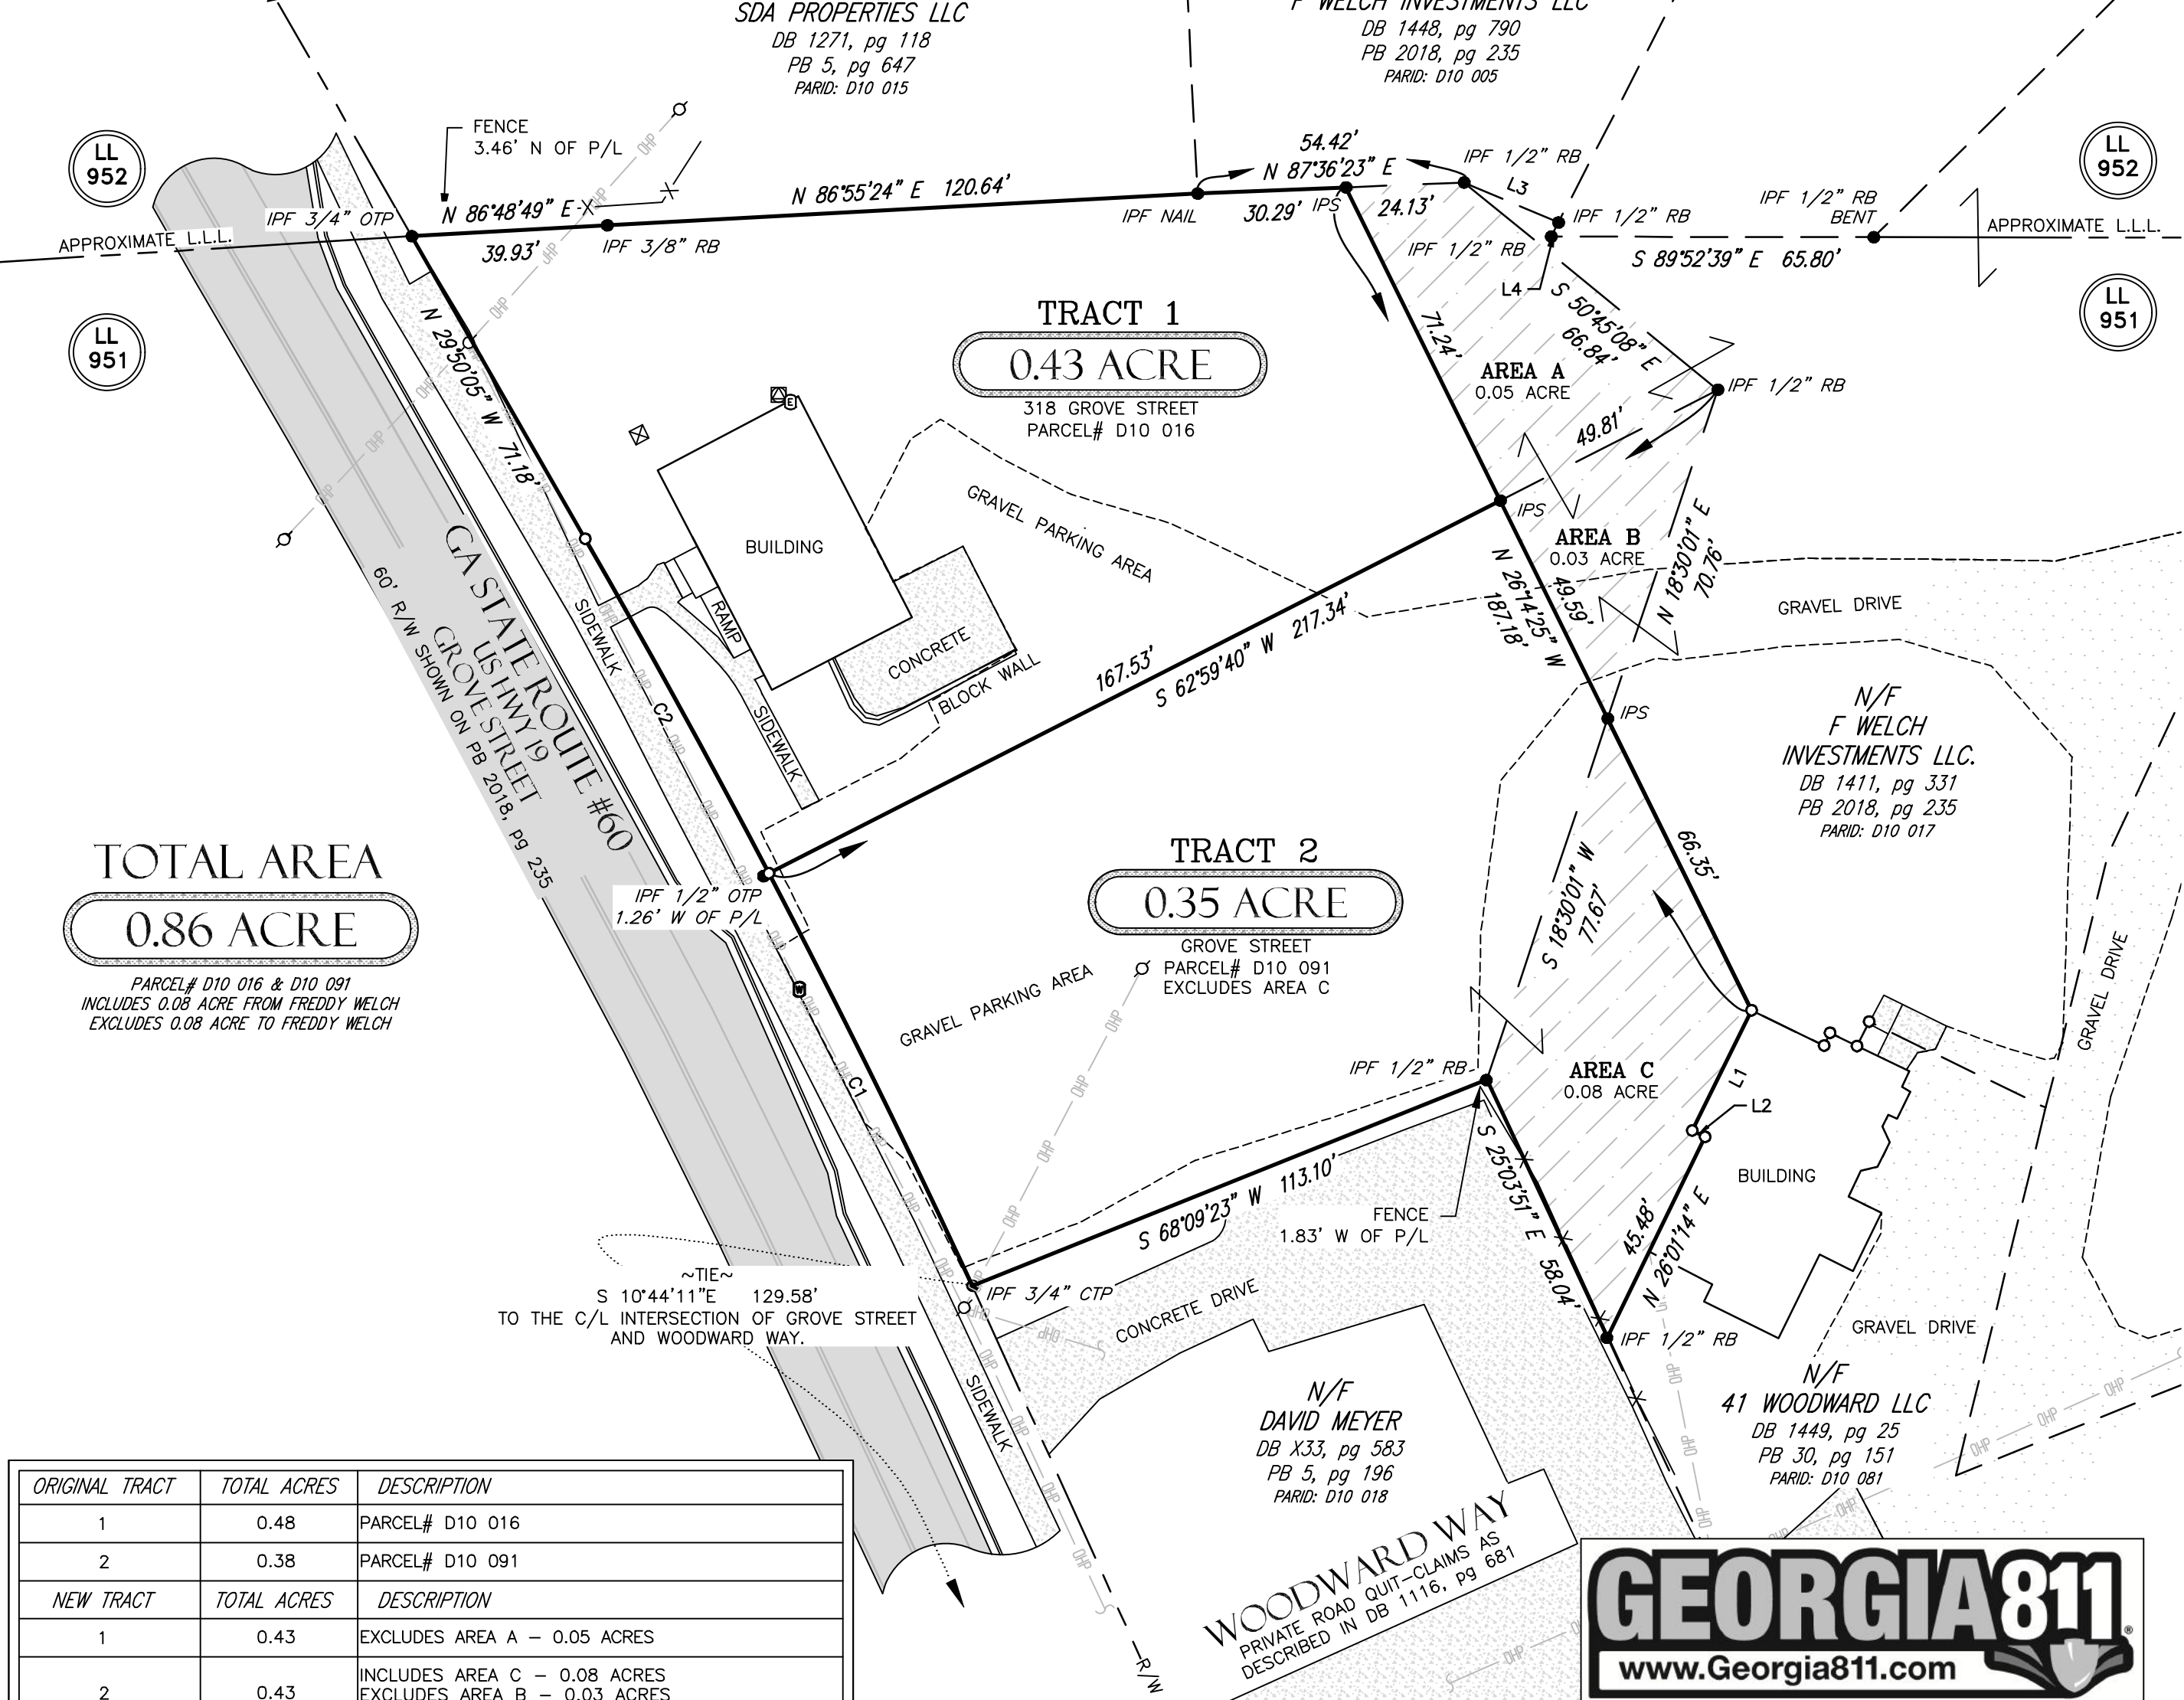 SDA PROPERTIES LLC
DB 1271, pg 118
PB 5, pg 647
PARID: D10 015
F WELCH INVESTMENTS LLC
DB 1448, pg 790
PB 2018, pg 235
PARID: D10 005
LL
952
LL
951
LL
952
LL
951
FENCE
3.46' N OF P/L
IPF 3/4" OTP
APPROXIMATE L.L.L.
N 86°48'49" E
39.93'
IPF 3/8" RB
N 86°55'24" E 120.64'
IPF NAIL
54.42'
N 87°36'23" E
30.29'
IPS
24.13'
IPF 1/2" RB
L3
IPF 1/2" RB
IPF 1/2" RB
L4
IPF 1/2" RB
BENT
APPROXIMATE L.L.L.
S 89°52'39" E 65.80'
S 50°45'08" E
66.84'
IPF 1/2" RB
71.24'
AREA A
0.05 ACRE
49.81'
IPS
AREA B
0.03 ACRE
N 18°30'01" E
70.76'
N 26°14'25" W
187.18'
49.59'
IPS
TRACT 1
0.43 ACRE
318 GROVE STREET
PARCEL# D10 016
N 29°50'05" W 71.18'
BUILDING
E
GRAVEL PARKING AREA
CONCRETE
BLOCK WALL
RAMP
SIDEWALK
SIDEWALK
C2
167.53'
S 62°59'40" W 217.34'
GRAVEL DRIVE
N/F
F WELCH
INVESTMENTS LLC.
DB 1411, pg 331
PB 2018, pg 235
PARID: D10 017
GA STATE ROUTE #60
US HWY 19
GROVE STREET
60' R/W SHOWN ON PB 2018, pg 235
TOTAL AREA
0.86 ACRE
PARCEL# D10 016 & D10 091
INCLUDES 0.08 ACRE FROM FREDDY WELCH
EXCLUDES 0.08 ACRE TO FREDDY WELCH
IPF 1/2" OTP
1.26' W OF P/L
W
TRACT 2
0.35 ACRE
GROVE STREET
PARCEL# D10 091
EXCLUDES AREA C
GRAVEL PARKING AREA
C1
S 18°30'01" W
77.67'
66.35'
GRAVEL DRIVE
IPF 1/2" RB
AREA C
0.08 ACRE
L1
L2
BUILDING
S 68°09'23" W 113.10'
FENCE
1.83' W OF P/L
S 25°03'51" E 58.04'
45.48'
N 26°01'14" E
IPF 1/2" RB
GRAVEL DRIVE
~TIE~
S 10°44'11"E 129.58'
TO THE C/L INTERSECTION OF GROVE STREET
AND WOODWARD WAY.
IPF 3/4" CTP
CONCRETE DRIVE
SIDEWALK
N/F
DAVID MEYER
DB X33, pg 583
PB 5, pg 196
PARID: D10 018
N/F
41 WOODWARD LLC
DB 1449, pg 25
PB 30, pg 151
PARID: D10 081
WOODWARD WAY
PRIVATE ROAD QUIT-CLAIMS AS
DESCRIBED IN DB 1116, pg 681
R/W
OHP
OHP
OHP
OHP
OHP
OHP
OHP
OHP
ORIGINAL TRACT TOTAL ACRES DESCRIPTION
1 0.48 PARCEL# D10 016
2 0.38 PARCEL# D10 091
NEW TRACT TOTAL ACRES DESCRIPTION
1 0.43 EXCLUDES AREA A – 0.05 ACRES
2 0.43 INCLUDES AREA C – 0.08 ACRES
EXCLUDES AREA B – 0.03 ACRES
GEORGIA811
www.Georgia811.com